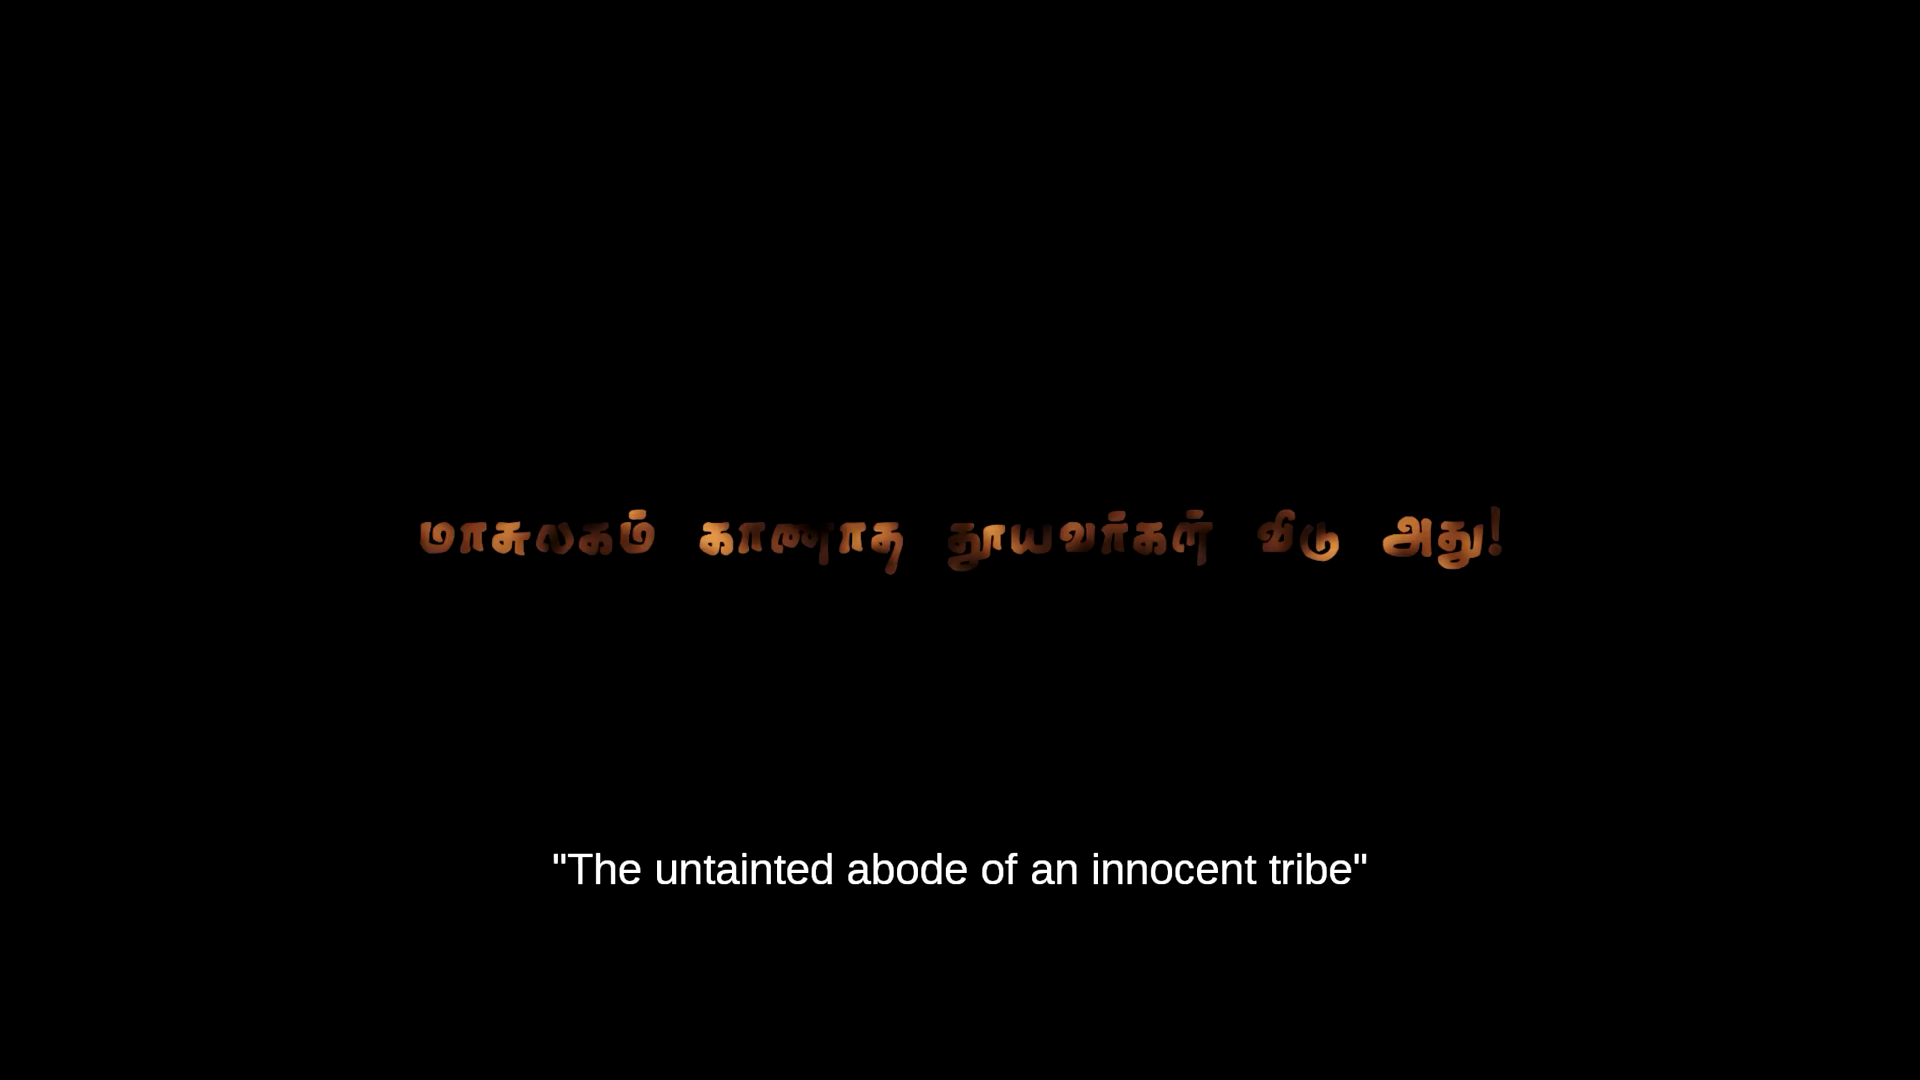 மாசுலகம் காணாத தூயவர்கள் வீடு அது!
"The untainted abode of an innocent tribe"